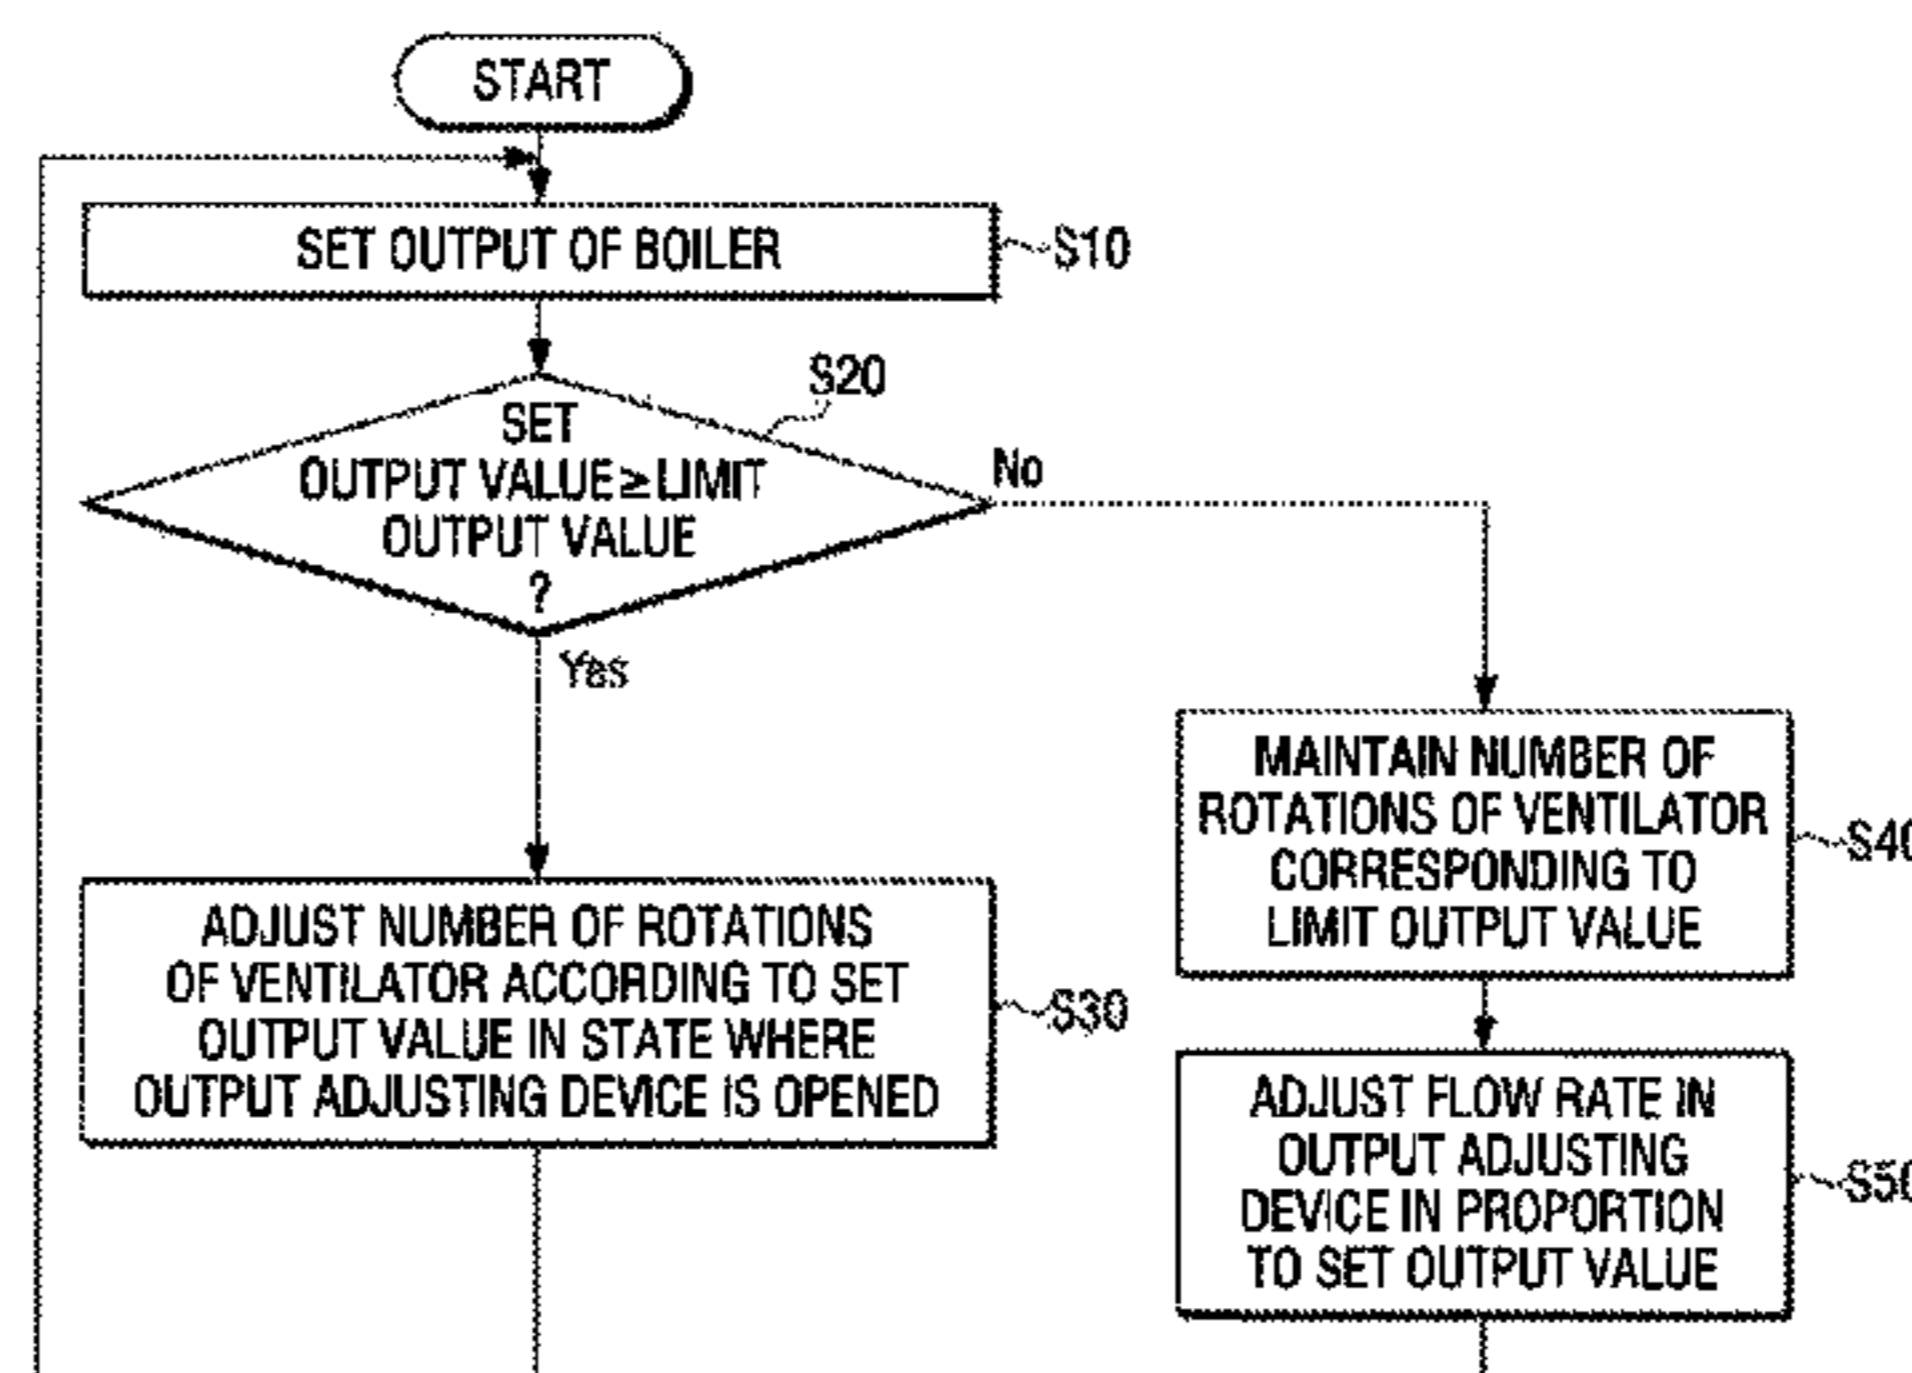 START
SET OUTPUT OF BOILER
S10
S20
SET
OUTPUT VALUE≥LIMIT
OUTPUT VALUE
?
No
Yes
MAINTAIN NUMBER OF
ROTATIONS OF VENTILATOR
CORRESPONDING TO
LIMIT OUTPUT VALUE
S40
ADJUST NUMBER OF ROTATIONS
OF VENTILATOR ACCORDING TO SET
OUTPUT VALUE IN STATE WHERE
OUTPUT ADJUSTING DEVICE IS OPENED
S30
ADJUST FLOW RATE IN
OUTPUT ADJUSTING
DEVICE IN PROPORTION
TO SET OUTPUT VALUE
S50